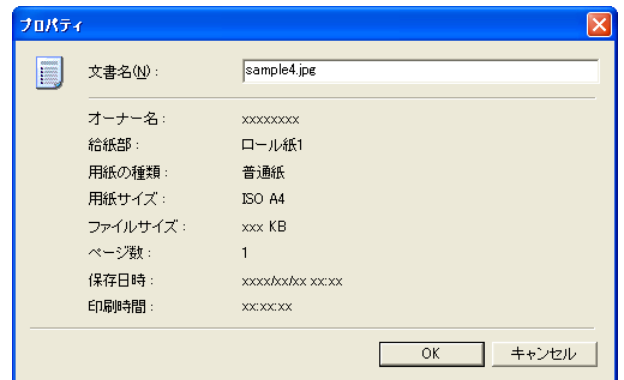 プロパティ
文書名(N) : sample4.jpg
オーナー名 : xxxxxxxx
給紙部 : ロール紙1
用紙の種類 : 普通紙
用紙サイズ : ISO A4
ファイルサイズ : xxx KB
ページ数 : 1
保存日時 : xxxx/xx/xx xx:xx
印刷時間 : xx:xx:xx
OK キャンセル